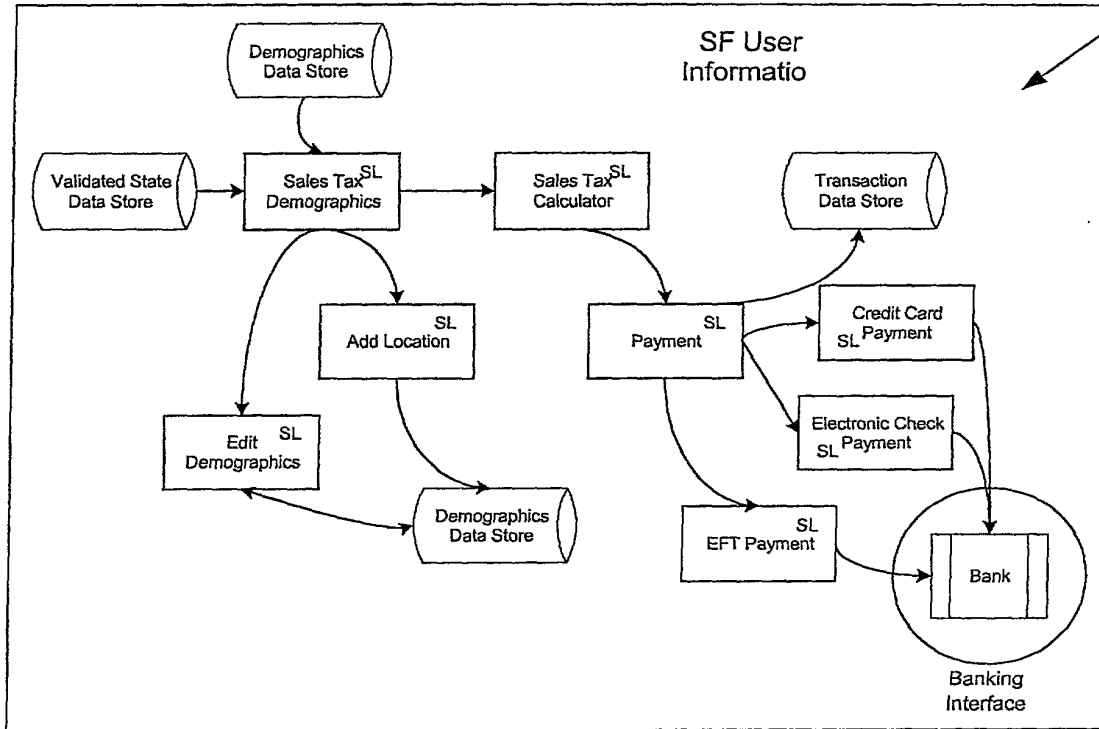 SF User
Informatio
Demographics
Data Store
Validated State
Data Store
SL
Sales Tax
Demographics
SL
Sales Tax
Calculator
Transaction
Data Store
SL
Add Location
SL
Payment
Credit Card
Payment
SL
SL
Edit
Demographics
Electronic Check
Payment
SL
Demographics
Data Store
SL
EFT Payment
Bank
Banking
Interface